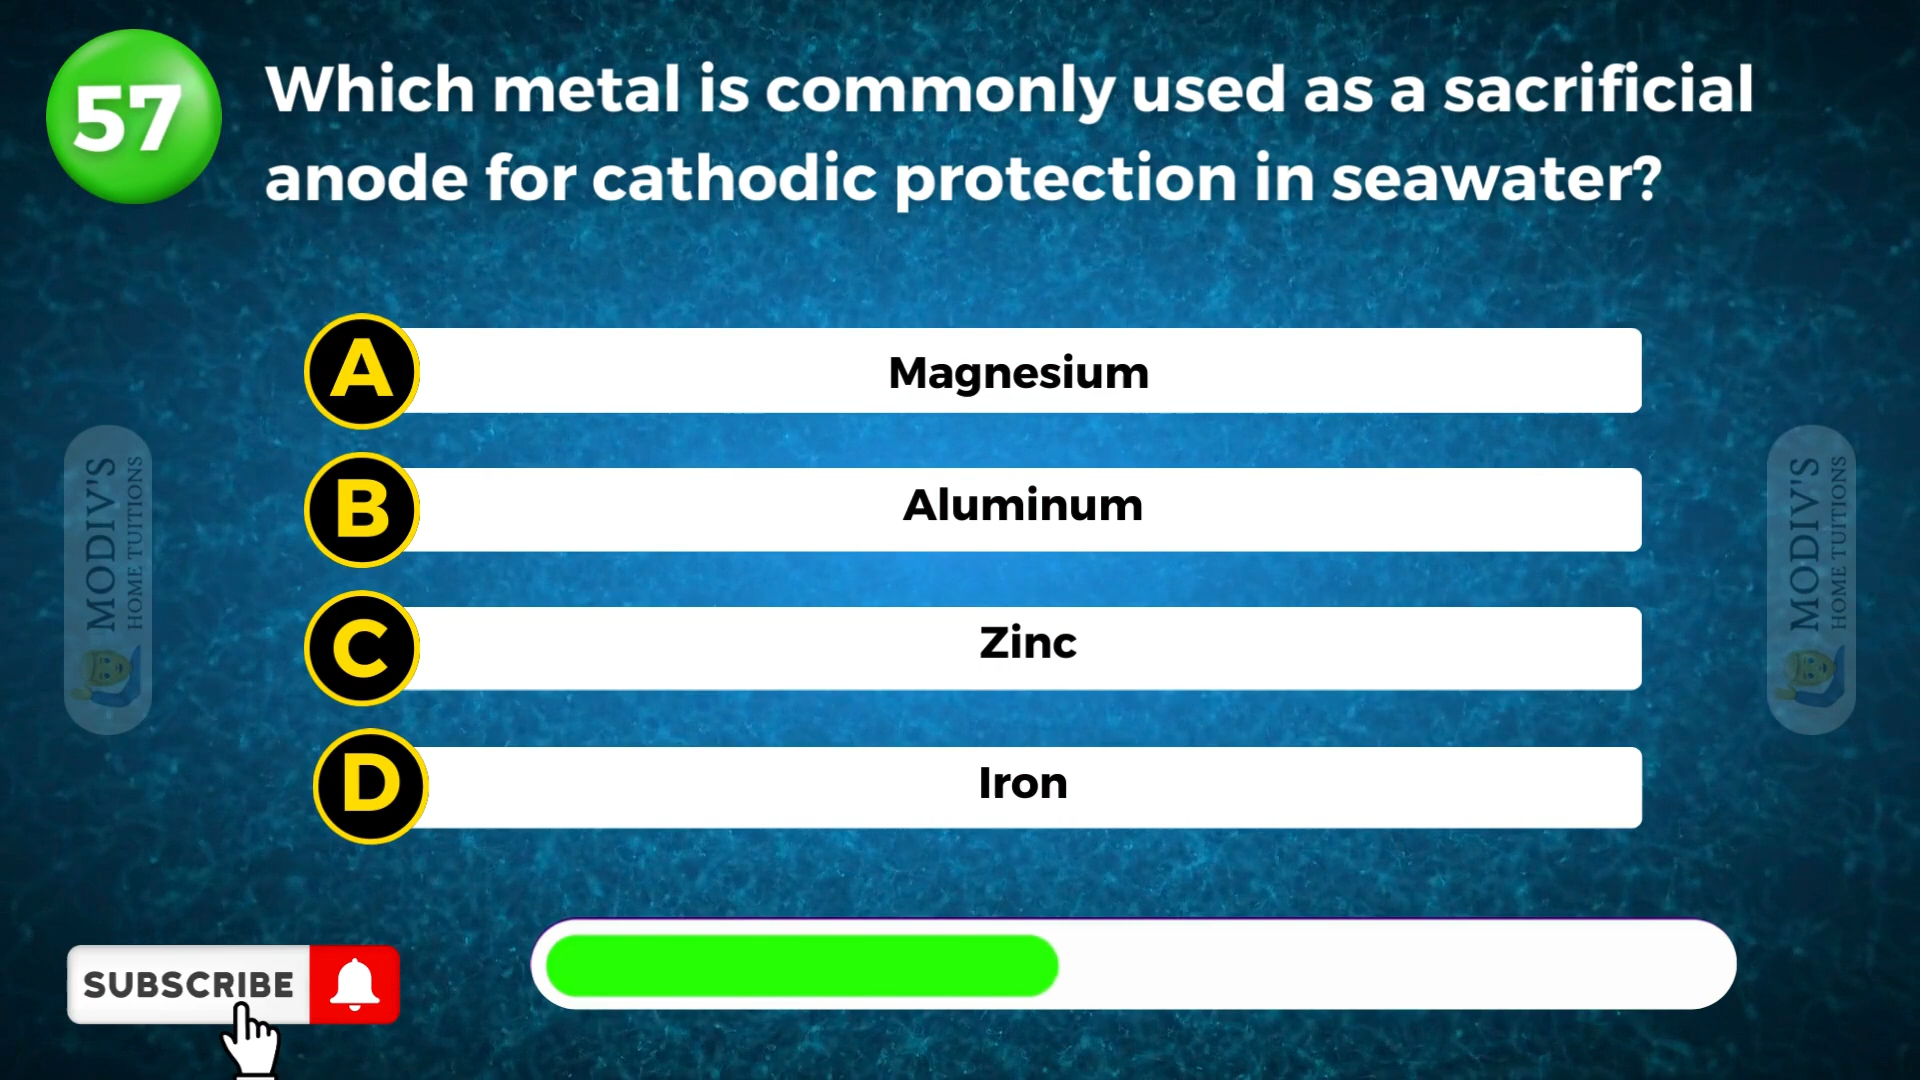 57
Which metal is commonly used as a sacrificial
anode for cathodic protection in seawater?
A
Magnesium
B
Aluminum
C
Zinc
D
Iron
MODIV'S
HOME TUITIONS
MODIV'S
HOME TUITIONS
SUBSCRIBE